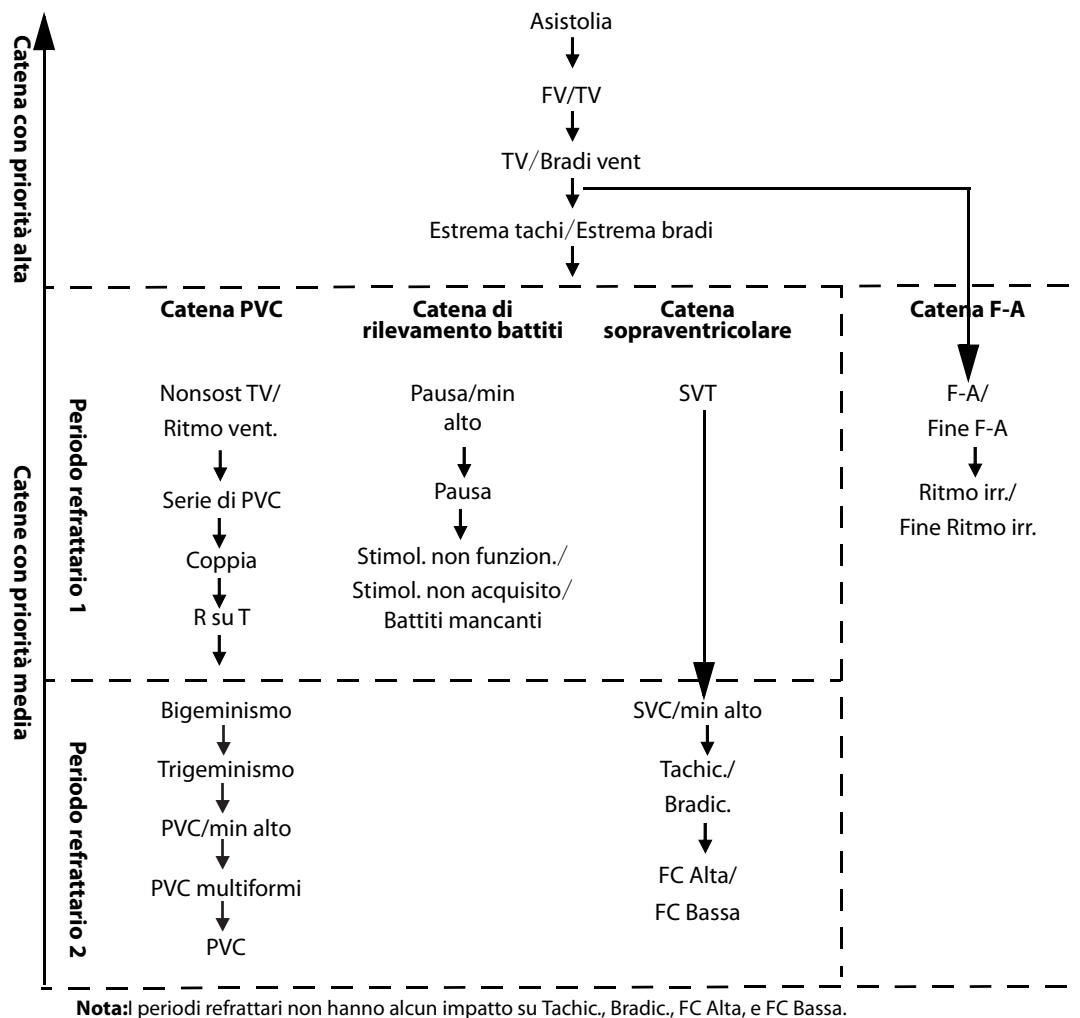 Asistolia
FV/TV
TV/Bradi vent
Estrema tachi/Estrema bradi
Catena con priorità alta
Catene con priorità media
Periodo refrattario 1
Periodo refrattario 2
Catena PVC
Nonsost TV/
Ritmo vent.
Serie di PVC
Coppia
R su T
Bigeminismo
Trigeminismo
PVC/min alto
PVC multiformi
PVC
Catena di
rilevamento battiti
Pausa/min
alto
Pausa
Stimol. non funzion./
Stimol. non acquisito/
Battiti mancanti
Catena
sopraventricolare
SVT
SVC/min alto
Tachic./
Bradic.
FC Alta/
FC Bassa
Catena F-A
F-A/
Fine F-A
Ritmo irr./
Fine Ritmo irr.
Nota:I periodi refrattari non hanno alcun impatto su Tachic., Bradic., FC Alta, e FC Bassa.